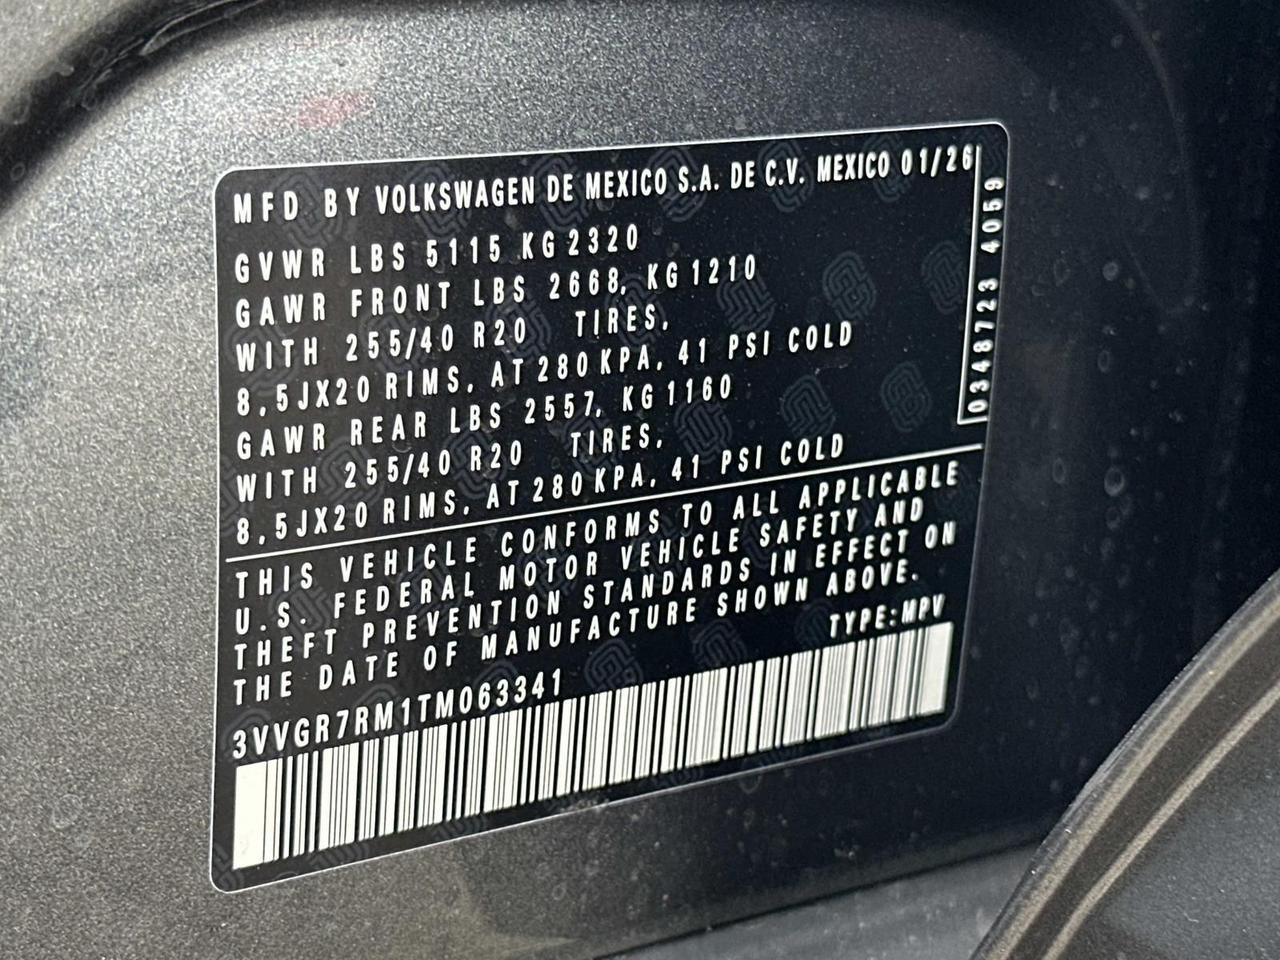 MFD BY VOLKSWAGEN DE MEXICO S.A. DE C.V. MEXICO 01/26
GVWR LBS 5115 KG 2320
GAWR FRONT LBS 2668, KG 1210
WITH 255/40 R20 TIRES,
8,5JX20 RIMS, AT 280 KPA, 41 PSI COLD
GAWR REAR LBS 2557, KG 1160
WITH 255/40 R20 TIRES,
8,5JX20 RIMS, AT 280 KPA, 41 PSI COLD
0348723 4059
THIS VEHICLE CONFORMS TO ALL APPLICABLE
U.S. FEDERAL MOTOR VEHICLE SAFETY AND
THEFT PREVENTION STANDARDS IN EFFECT ON
THE DATE OF MANUFACTURE SHOWN ABOVE.
TYPE:MPV
3VVGR7RM1TM063341